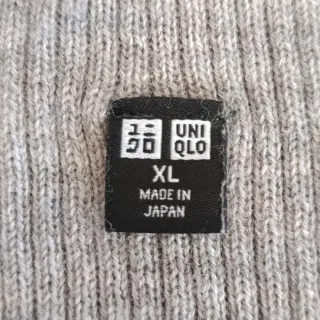 ユニ UNI
クロ QLO
XL
MADE IN
JAPAN